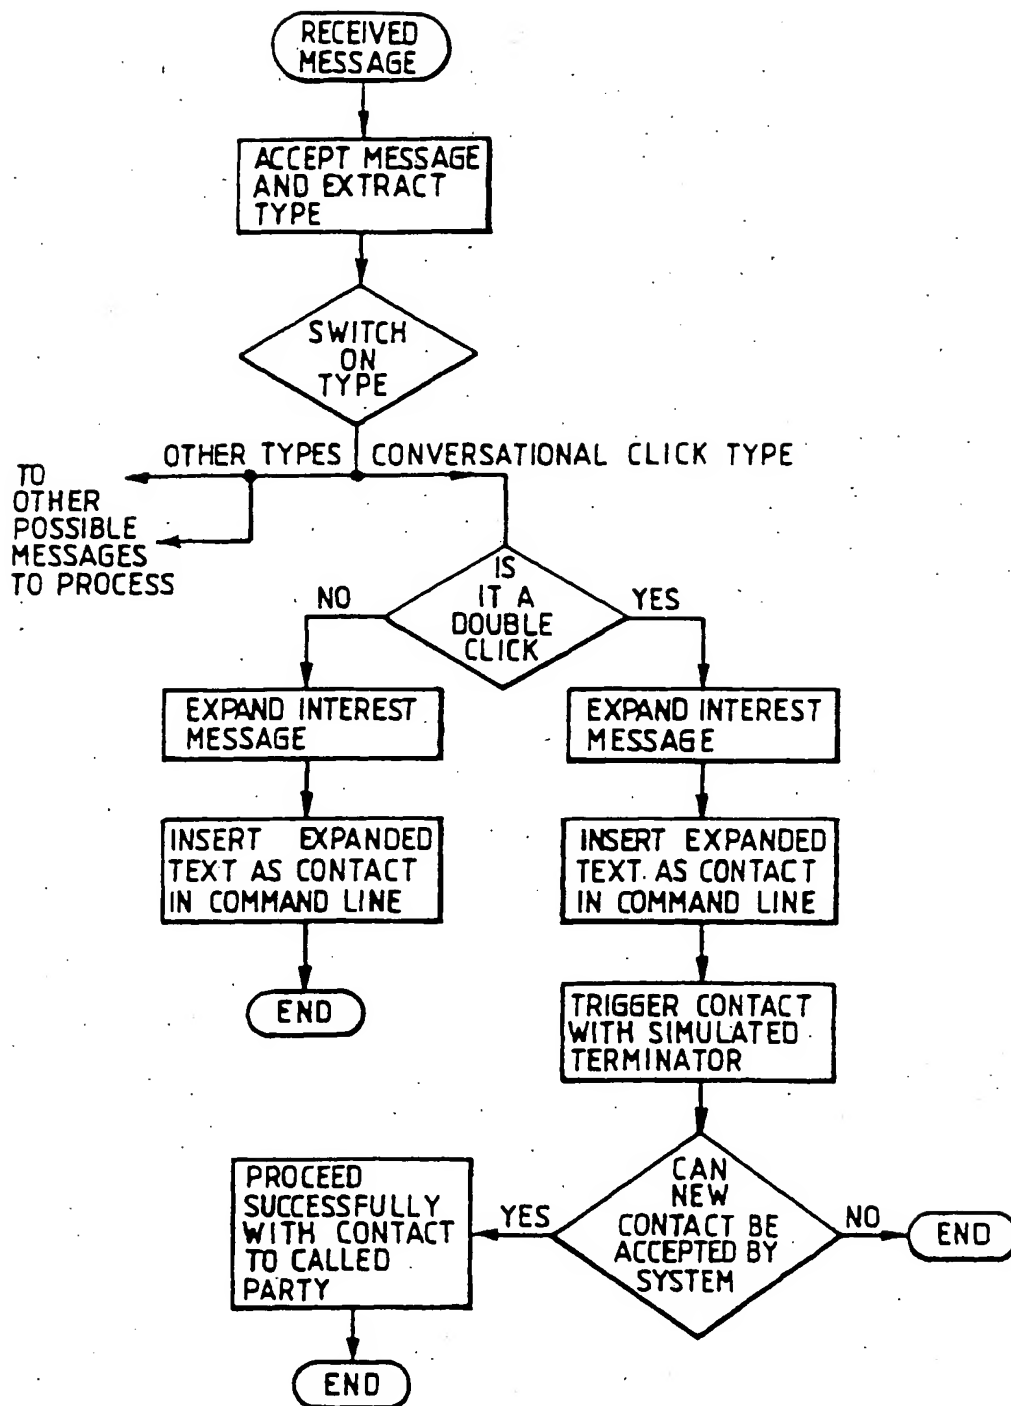 RECEIVED
MESSAGE
ACCEPT MESSAGE
AND EXTRACT
TYPE
SWITCH
ON
TYPE
OTHER TYPES
CONVERSATIONAL CLICK TYPE
TO
OTHER
POSSIBLE
MESSAGES
TO PROCESS
IS
IT A
DOUBLE
CLICK
NO
YES
EXPAND INTEREST
MESSAGE
EXPAND INTEREST
MESSAGE
INSERT EXPANDED
TEXT AS CONTACT
IN COMMAND LINE
INSERT EXPANDED
TEXT AS CONTACT
IN COMMAND LINE
END
TRIGGER CONTACT
WITH SIMULATED
TERMINATOR
CAN
NEW
CONTACT BE
ACCEPTED BY
SYSTEM
YES
NO
PROCEED
SUCCESSFULLY
WITH CONTACT
TO CALLED
PARTY
END
END